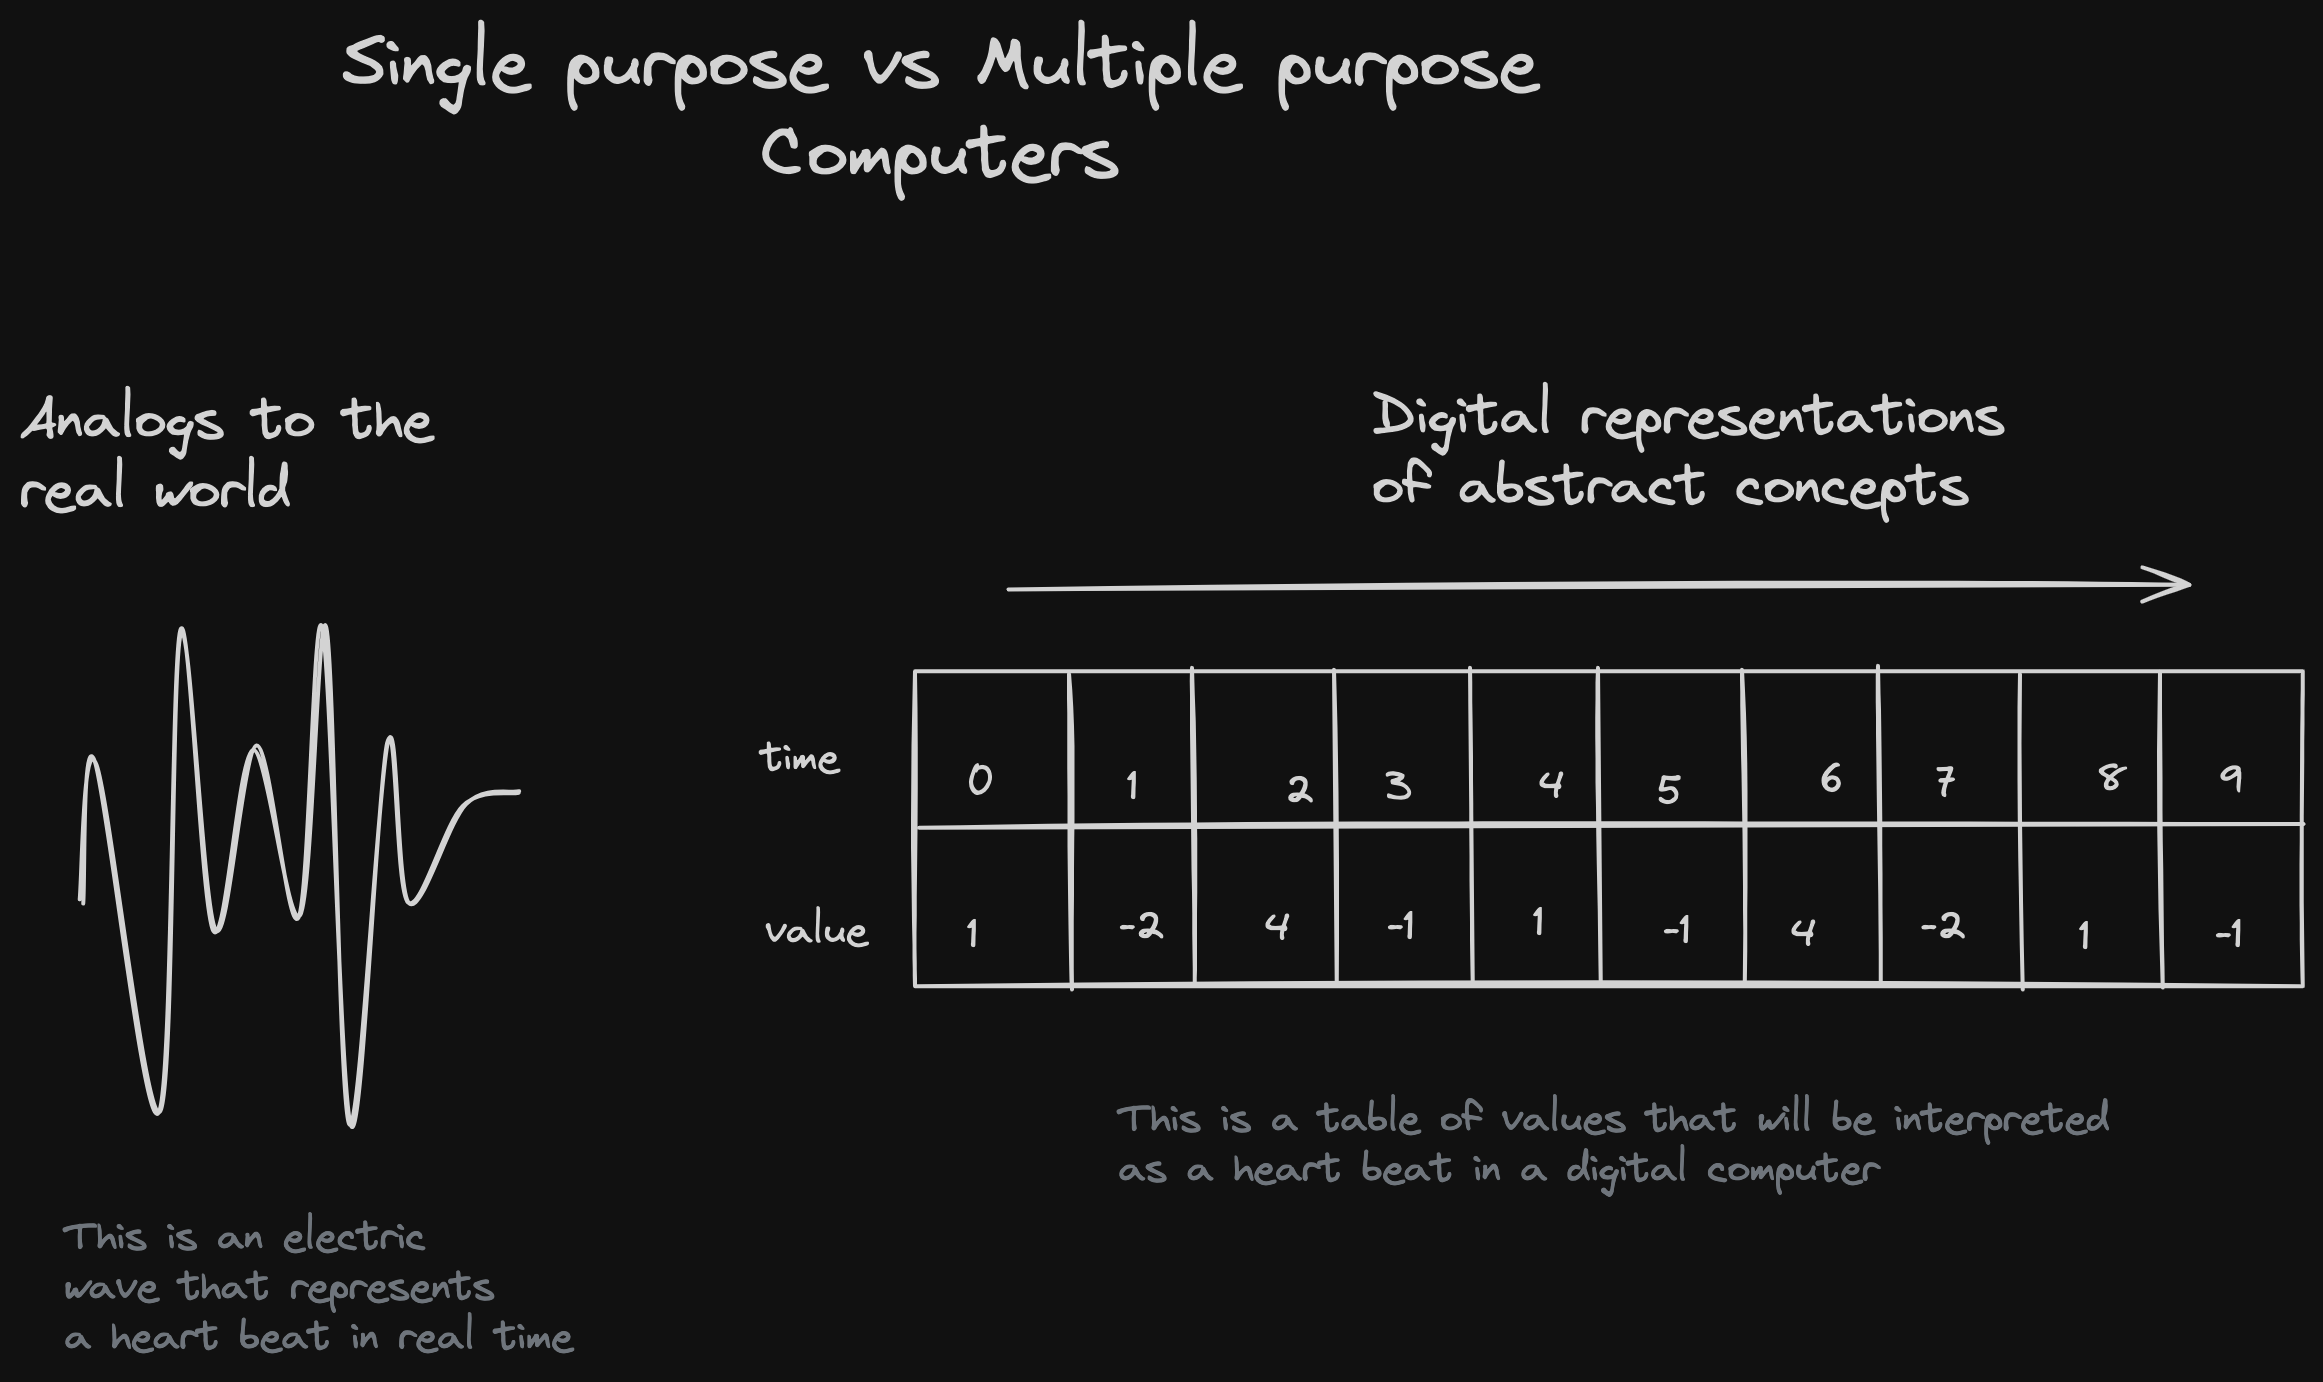 Single purpose vs Multiple purpose
Computers
Analogs to the
real world
Digital representations
of abstract concepts
time 0 1 2 3 4 5 6 7 8 9
value 1 -2 4 -1 1 -1 4 -2 1 -1
This is a table of values that will be interpreted
as a heart beat in a digital computer
This is an electric
wave that represents
a heart beat in real time